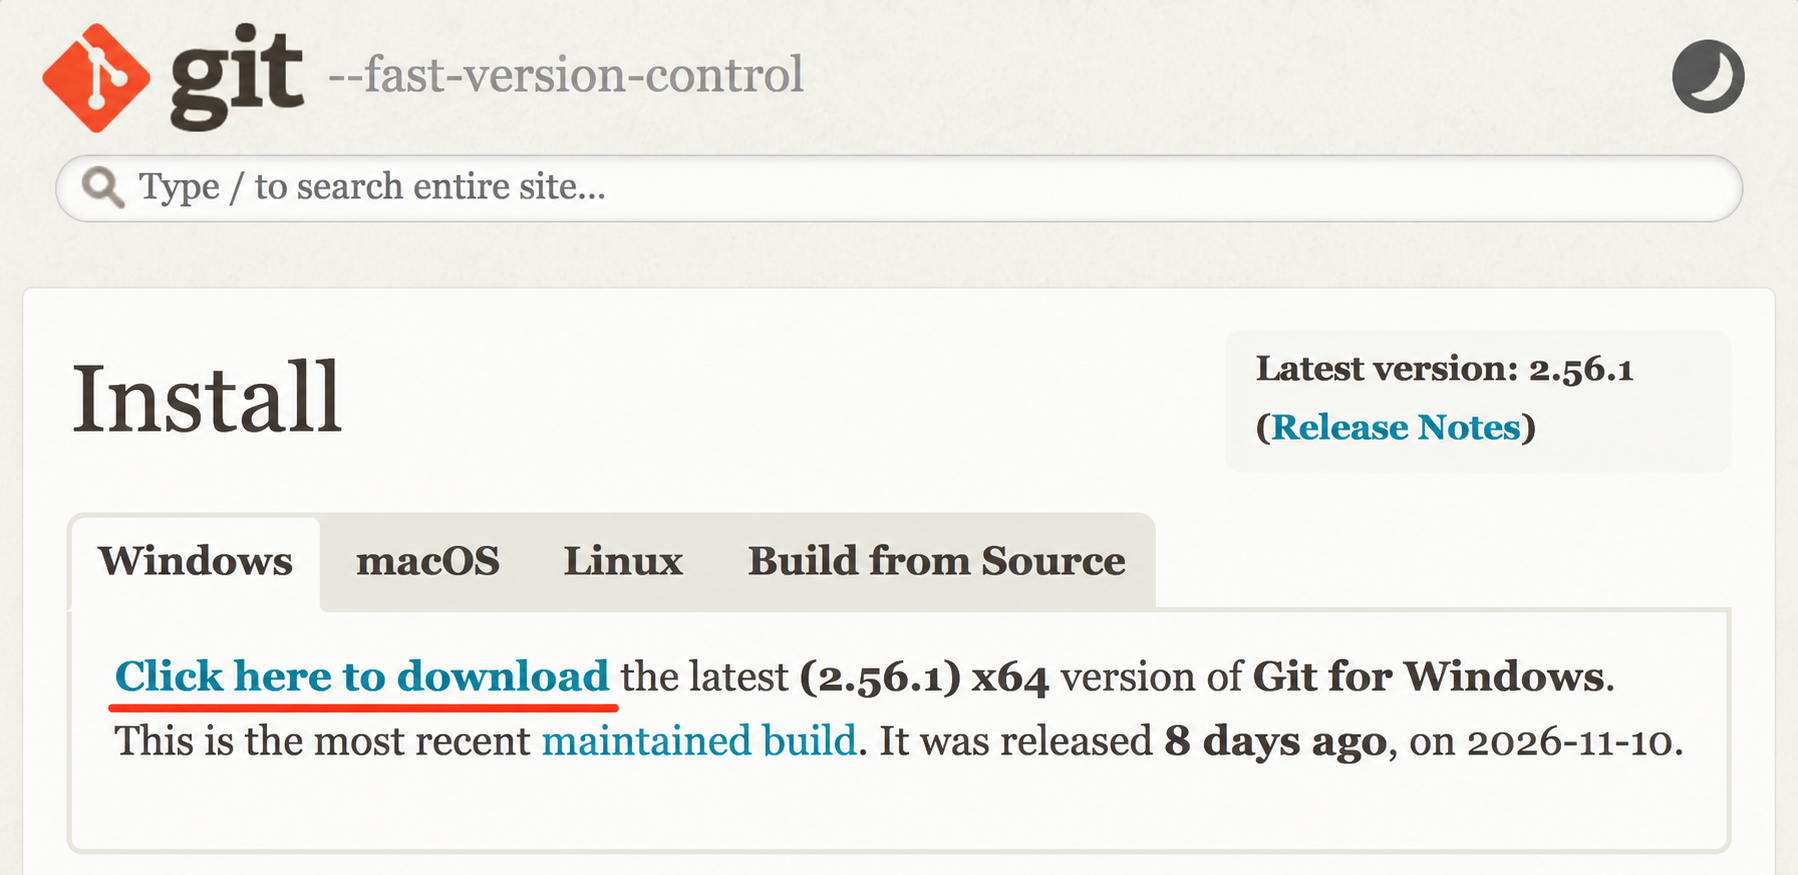 git --fast-version-control
Type / to search entire site...
Install
Latest version: 2.56.1
(Release Notes)
Windows macOS Linux Build from Source
Click here to download the latest (2.56.1) x64 version of Git for Windows.
This is the most recent maintained build. It was released 8 days ago, on 2026-11-10.